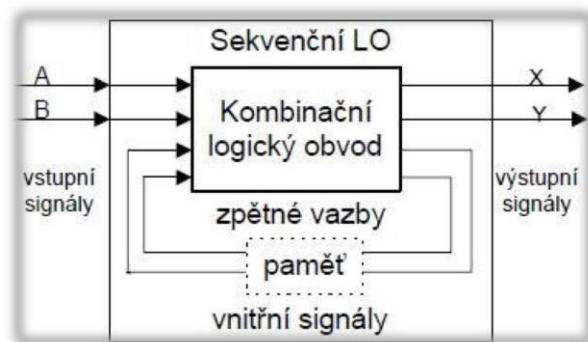 Sekvenční LO
A
B
Kombinační
logický obvod
X
Y
vstupní
signály
výstupní
signály
zpětné vazby
paměť
vnitřní signály